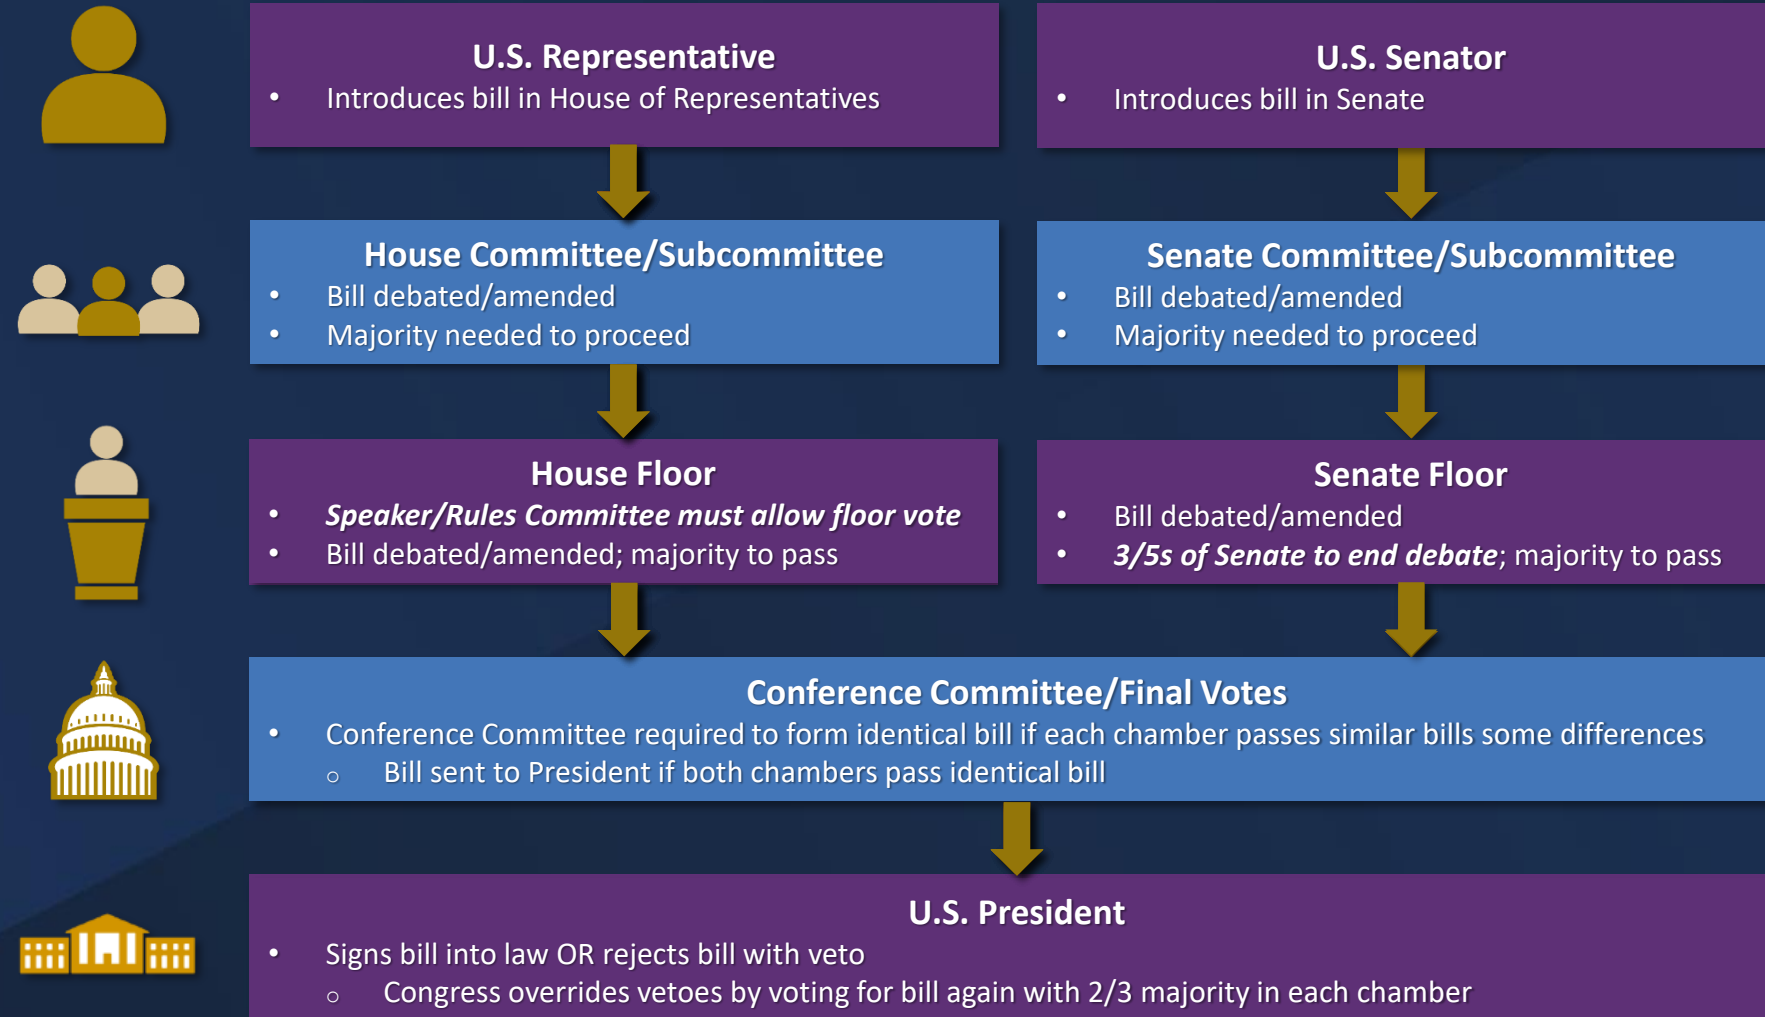 U.S. Representative
• Introduces bill in House of Representatives
U.S. Senator
• Introduces bill in Senate
House Committee/Subcommittee
• Bill debated/amended
• Majority needed to proceed
Senate Committee/Subcommittee
• Bill debated/amended
• Majority needed to proceed
House Floor
• Speaker/Rules Committee must allow floor vote
• Bill debated/amended; majority to pass
Senate Floor
• Bill debated/amended
• 3/5s of Senate to end debate; majority to pass
Conference Committee/Final Votes
• Conference Committee required to form identical bill if each chamber passes similar bills some differences
○ Bill sent to President if both chambers pass identical bill
U.S. President
• Signs bill into law OR rejects bill with veto
○ Congress overrides vetoes by voting for bill again with 2/3 majority in each chamber